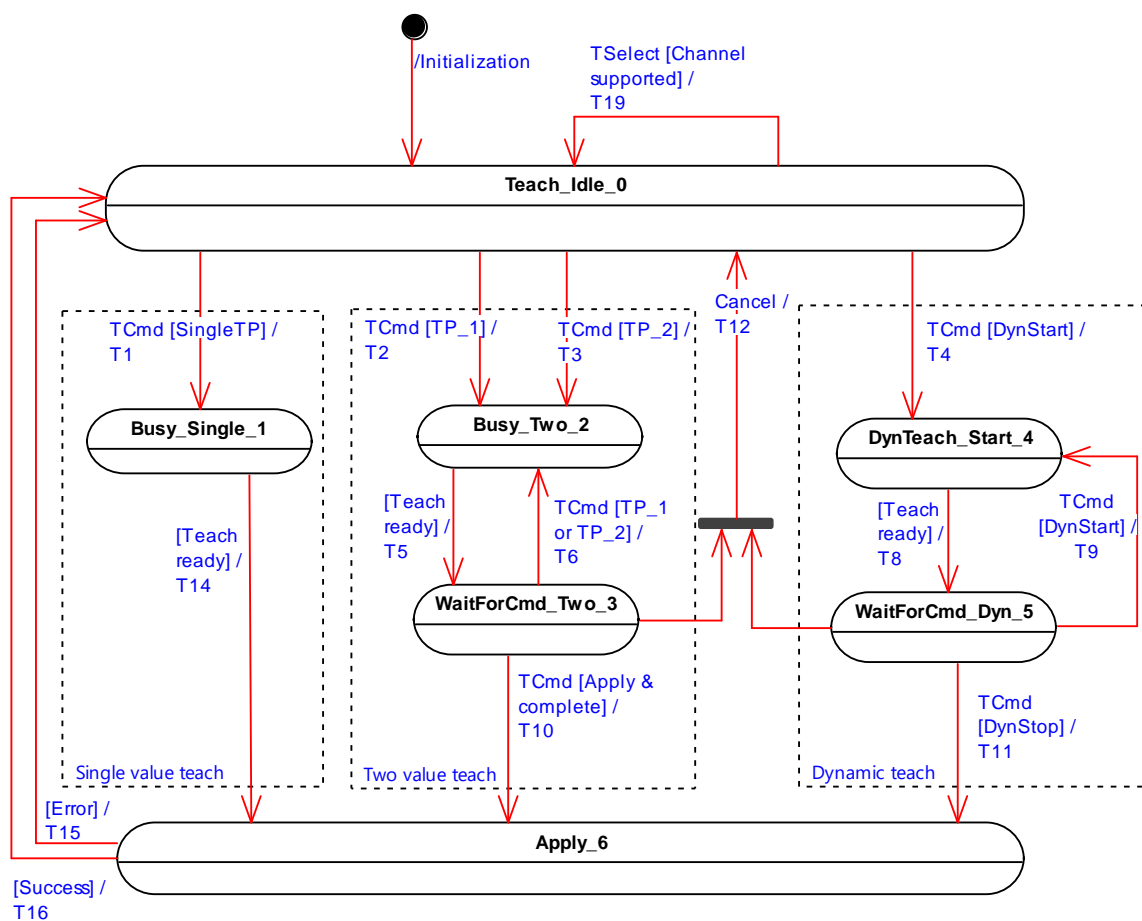 /Initialization
TSelect [Channel
supported] /
T19
Teach_Idle_0
TCmd [SingleTP] /
T1
TCmd [TP_1] /
T2
TCmd [TP_2] /
T3
Cancel /
T12
TCmd [DynStart] /
T4
Busy_Single_1
Busy_Two_2
DynTeach_Start_4
[Teach
ready] /
T14
[Teach
ready] /
T5
TCmd [TP_1
or TP_2] /
T6
[Teach
ready] /
T8
TCmd
[DynStart] /
T9
WaitForCmd_Two_3
WaitForCmd_Dyn_5
TCmd [Apply &
complete] /
T10
TCmd
[DynStop] /
T11
Single value teach
Two value teach
Dynamic teach
[Error] /
T15
Apply_6
[Success] /
T16